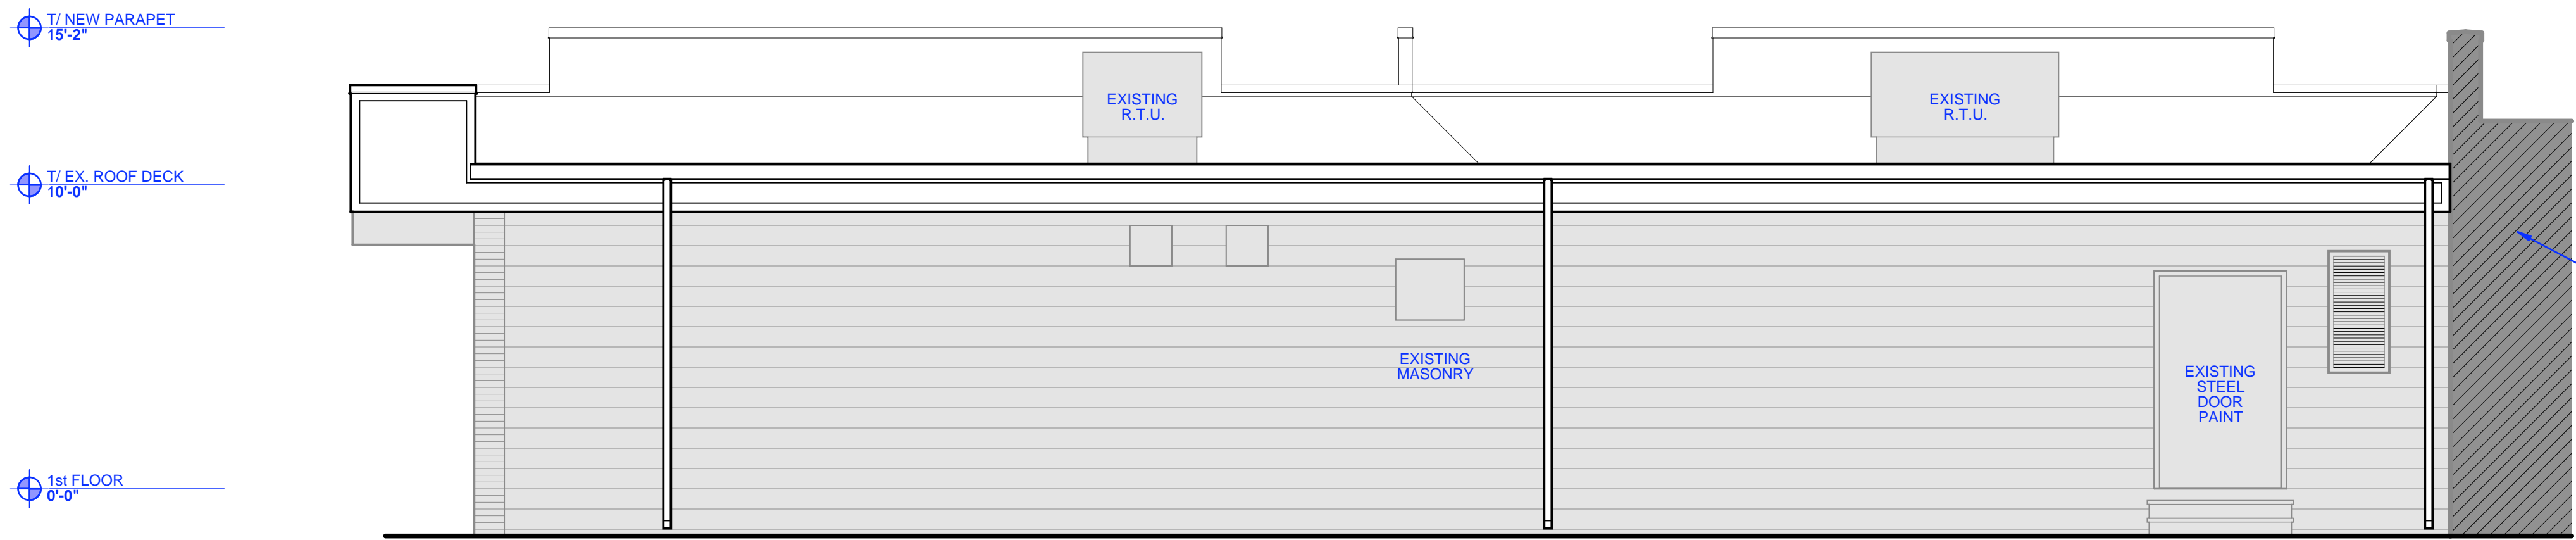 T/ NEW PARAPET
15'-2"
EXISTING
R.T.U.
EXISTING
R.T.U.
T/ EX. ROOF DECK
10'-0"
EXISTING
MASONRY
EXISTING
STEEL
DOOR
PAINT
1st FLOOR
0'-0"